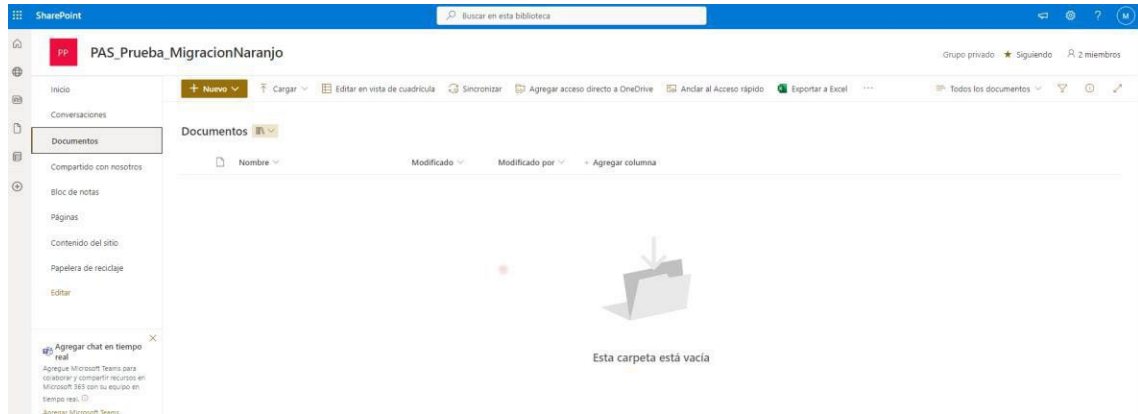 SharePoint
Buscar en esta biblioteca
?
M
PP
PAS_Prueba_MigracionNaranjo
Grupo privado
Siguiendo
2 miembros
Inicio
Conversaciones
Documentos
Compartido con nosotros
Bloc de notas
Páginas
Contenido del sitio
Papelera de reciclaje
Editar
+ Nuevo
Cargar
Editar en vista de cuadrícula
Sincronizar
Agregar acceso directo a OneDrive
Anclar al Acceso rápido
Exportar a Excel
...
Todos los documentos
Documentos
Nombre
Modificado
Modificado por
+ Agregar columna
Esta carpeta está vacía
Agregar chat en tiempo
real
Agregue Microsoft Teams para
colaborar y compartir recursos en
Microsoft 365 con su equipo en
tiempo real.
Agregar Microsoft Teams